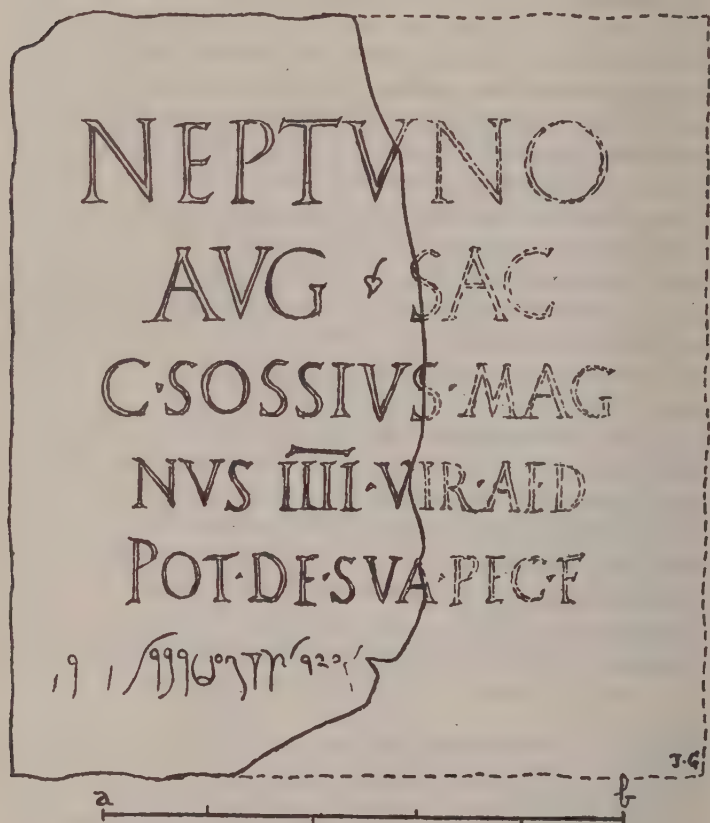 NEPTVNO
AVG SAC
C·SOSSIVS·MAG
NVS IIII·VIR·AED
POT·DE·SVA·PEC·F
J.G
a b